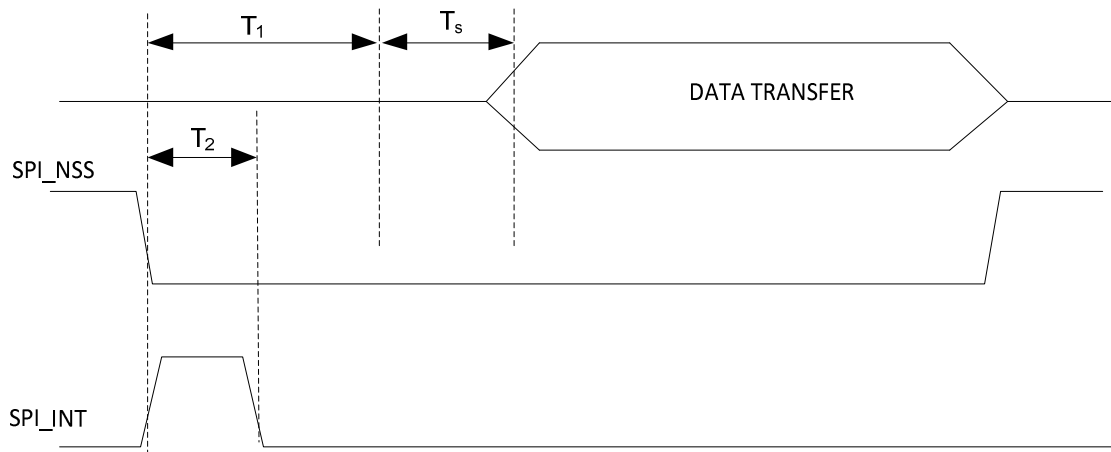 T₁
Tₛ
DATA TRANSFER
T₂
SPI_NSS
SPI_INT